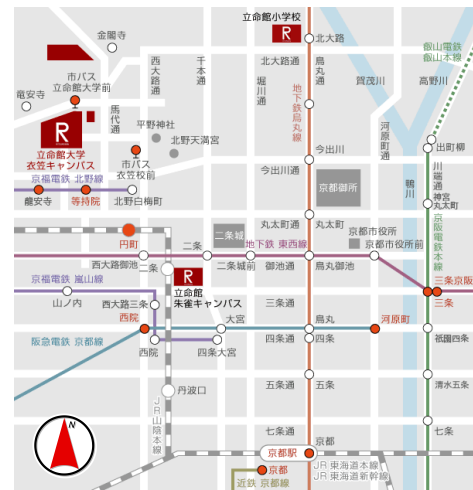 金閣寺
立命館小学校
R
北大路
叡山電鉄
叡山本線
西大路通
千本通
北大路通
堀川通
烏丸通
地下鉄烏丸線
賀茂川
高野川
市バス
立命館大学前
竜安寺
馬代通
平野神社
北野天満宮
河原町通
R
立命館大学
衣笠キャンパス
市バス
衣笠校前
今出川
今出川通
出町柳
鴨川
川端通
京福電鉄 北野線
龍安寺
等持院
北野白梅町
京都御所
神宮
丸太町
丸太町通
丸太町
円町
二条城
京都市役所
京都市役所前
京阪電鉄本線
地下鉄 東西線
二条
西大路御池
二条
二条城前
御池通
烏丸御池
京福電鉄 嵐山線
R
立命館
朱雀キャンパス
三条京阪
三条
山ノ内
西大路三条
三条通
西院
大宮
烏丸
河原町
阪急電鉄 京都線
四条通
四条
祇園四条
西院
四条大宮
五条通
五条
清水五条
丹波口
JR山陰本線
七条通
七条
N
京都
京都駅
京都
JR東海道本線
JR東海道新幹線
近鉄 京都線